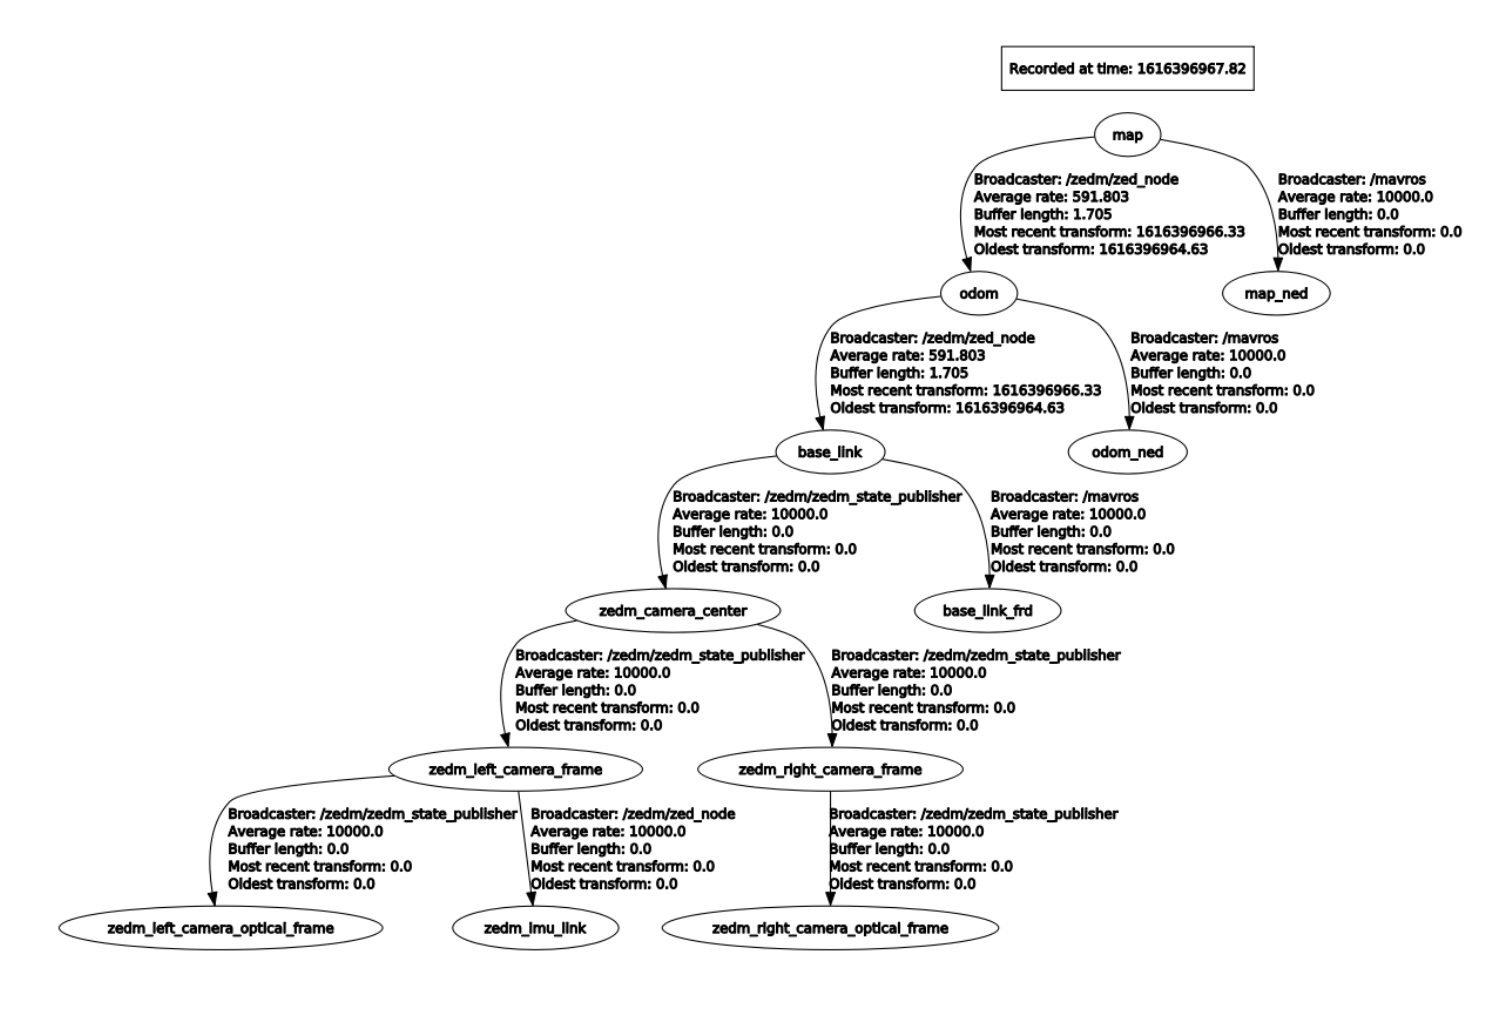 Recorded at time: 1616396967.82
map
Broadcaster: /zedm/zed_node
Average rate: 591.803
Buffer length: 1.705
Most recent transform: 1616396966.33
Oldest transform: 1616396964.63
Broadcaster: /mavros
Average rate: 10000.0
Buffer length: 0.0
Most recent transform: 0.0
Oldest transform: 0.0
odom
map_ned
Broadcaster: /zedm/zed_node
Average rate: 591.803
Buffer length: 1.705
Most recent transform: 1616396966.33
Oldest transform: 1616396964.63
Broadcaster: /mavros
Average rate: 10000.0
Buffer length: 0.0
Most recent transform: 0.0
Oldest transform: 0.0
base_link
odom_ned
Broadcaster: /zedm/zedm_state_publisher
Average rate: 10000.0
Buffer length: 0.0
Most recent transform: 0.0
Oldest transform: 0.0
Broadcaster: /mavros
Average rate: 10000.0
Buffer length: 0.0
Most recent transform: 0.0
Oldest transform: 0.0
zedm_camera_center
base_link_frd
Broadcaster: /zedm/zedm_state_publisher
Average rate: 10000.0
Buffer length: 0.0
Most recent transform: 0.0
Oldest transform: 0.0
Broadcaster: /zedm/zedm_state_publisher
Average rate: 10000.0
Buffer length: 0.0
Most recent transform: 0.0
Oldest transform: 0.0
zedm_left_camera_frame
zedm_right_camera_frame
Broadcaster: /zedm/zedm_state_publisher
Average rate: 10000.0
Buffer length: 0.0
Most recent transform: 0.0
Oldest transform: 0.0
Broadcaster: /zedm/zed_node
Average rate: 10000.0
Buffer length: 0.0
Most recent transform: 0.0
Oldest transform: 0.0
Broadcaster: /zedm/zedm_state_publisher
Average rate: 10000.0
Buffer length: 0.0
Most recent transform: 0.0
Oldest transform: 0.0
zedm_left_camera_optical_frame
zedm_imu_link
zedm_right_camera_optical_frame